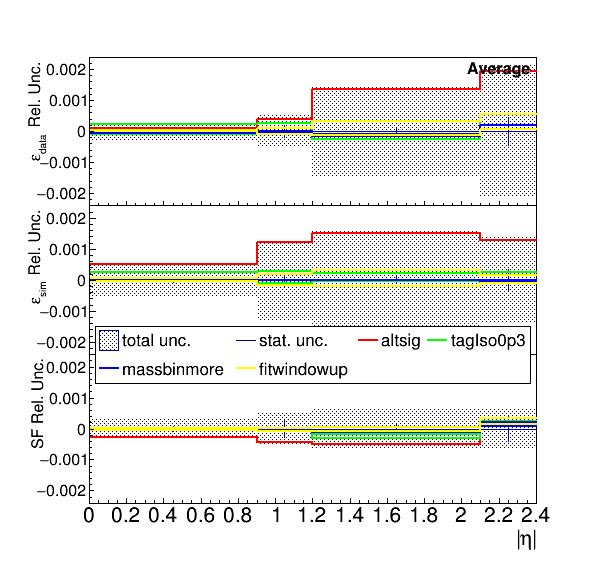 Average
0.002
0.001
0
−0.001
−0.002
ε_data Rel. Unc.
0.002
0.001
0
−0.001
−0.002
ε_sim Rel. Unc.
total unc. stat. unc. altsig tagIso0p3
massbinmore fitwindowup
0.002
0.001
0
−0.001
−0.002
SF Rel. Unc.
0 0.2 0.4 0.6 0.8 1 1.2 1.4 1.6 1.8 2 2.2 2.4
|η|